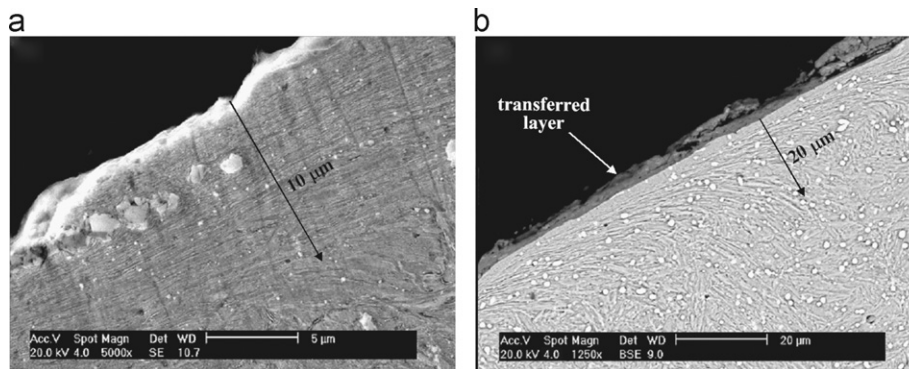 a
10 μm
Acc.V Spot Magn Det WD
20.0 kV 4.0 5000x SE 10.7
5 μm
b
transferred
layer
20 μm
Acc.V Spot Magn Det WD
20.0 kV 4.0 1250x BSE 9.0
20 μm